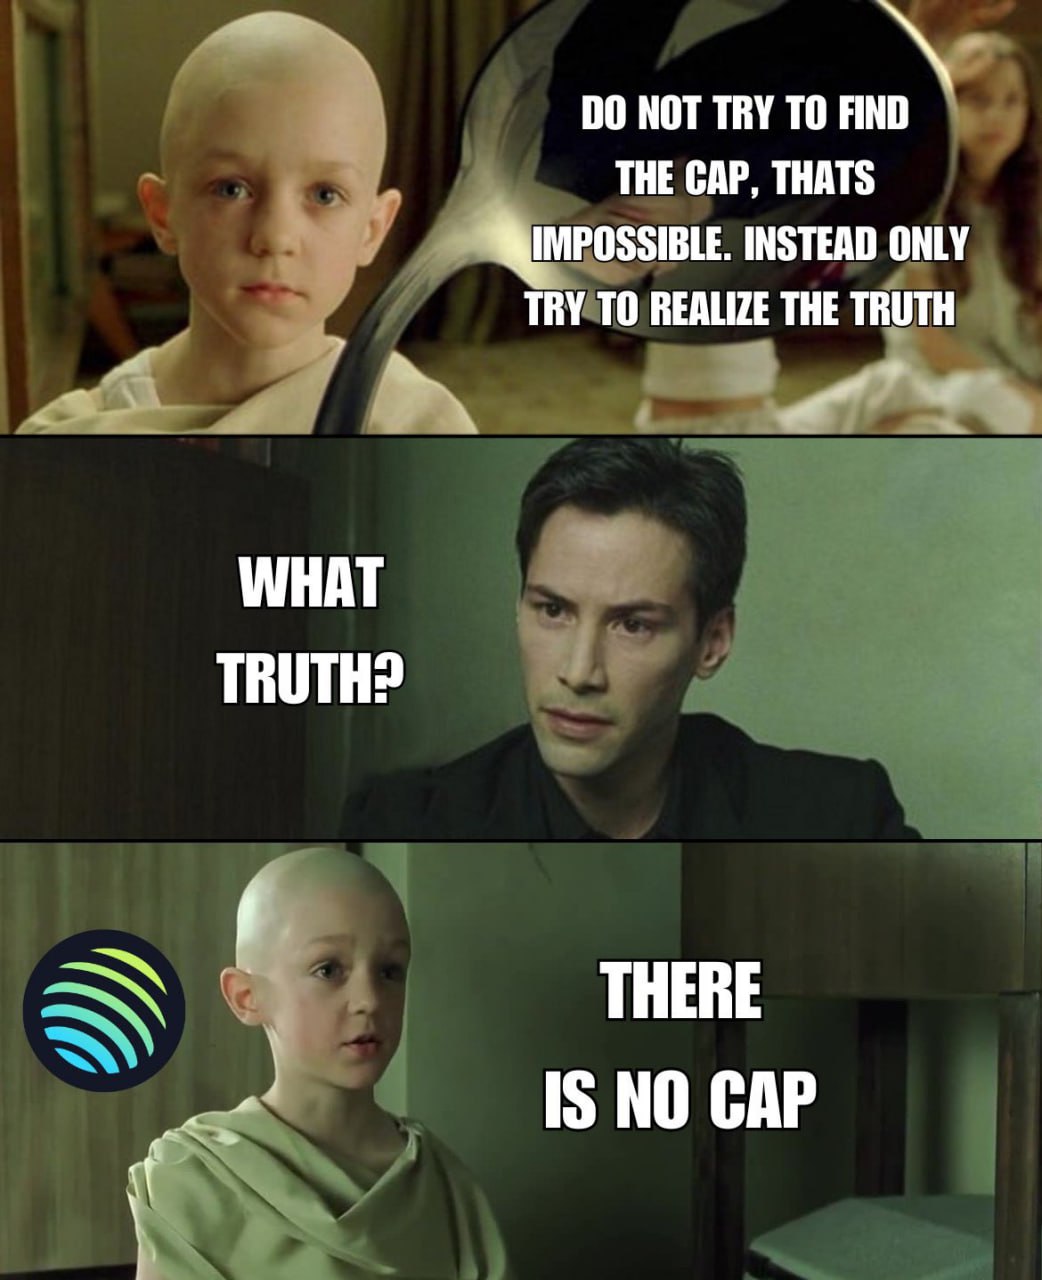 DO NOT TRY TO FIND
THE CAP, THATS
IMPOSSIBLE. INSTEAD ONLY
TRY TO REALIZE THE TRUTH
WHAT
TRUTH?
THERE
IS NO CAP